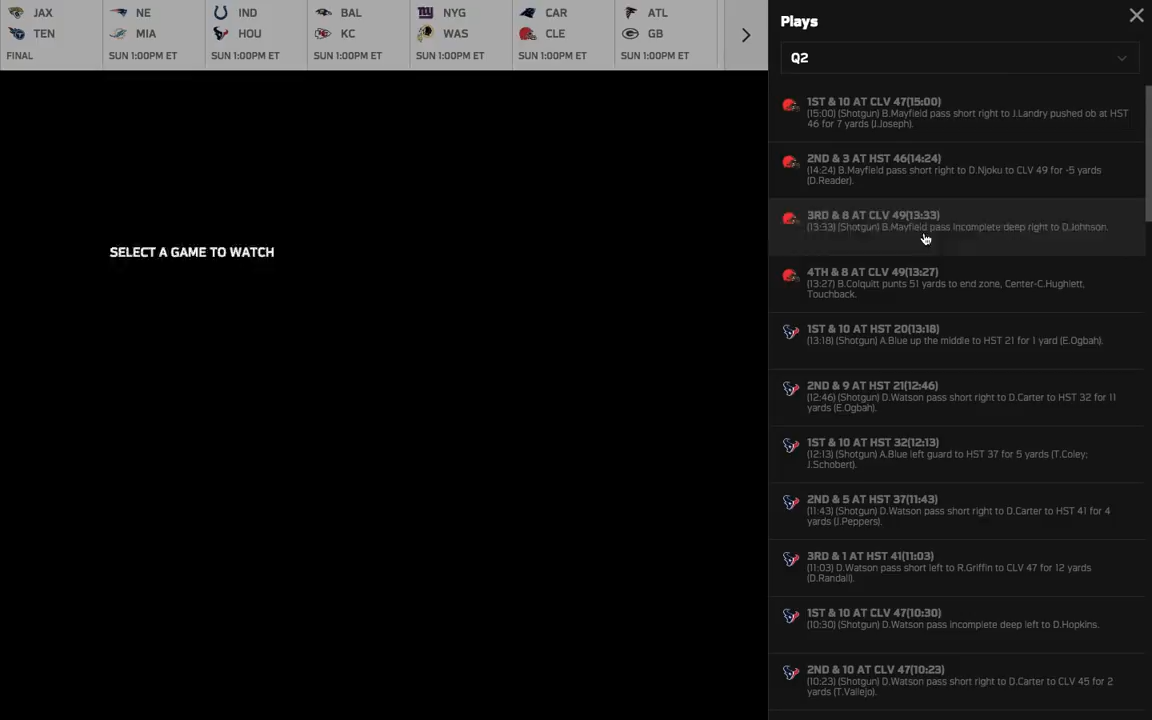 JAX
TEN
FINAL
NE
MIA
SUN 1:00PM ET
IND
HOU
SUN 1:00PM ET
BAL
KC
SUN 1:00PM ET
NYG
WAS
SUN 1:00PM ET
CAR
CLE
SUN 1:00PM ET
ATL
GB
SUN 1:00PM ET
SELECT A GAME TO WATCH
Plays
Q2
1ST & 10 AT CLV 47(15:00)
(15:00) (Shotgun) B.Mayfield pass short right to J.Landry pushed ob at HST
46 for 7 yards (J.Joseph).
2ND & 3 AT HST 46(14:24)
(14:24) B.Mayfield pass short right to D.Njoku to CLV 49 for -5 yards
(D.Reader).
3RD & 8 AT CLV 49(13:33)
(13:33) (Shotgun) B.Mayfield pass incomplete deep right to D.Johnson.
4TH & 8 AT CLV 49(13:27)
(13:27) B.Colquitt punts 51 yards to end zone, Center-C.Hughlett,
Touchback.
1ST & 10 AT HST 20(13:18)
(13:18) (Shotgun) A.Blue up the middle to HST 21 for 1 yard (E.Ogbah).
2ND & 9 AT HST 21(12:46)
(12:46) (Shotgun) D.Watson pass short right to D.Carter to HST 32 for 11
yards (E.Ogbah).
1ST & 10 AT HST 32(12:13)
(12:13) (Shotgun) A.Blue left guard to HST 37 for 5 yards (T.Coley;
J.Schobert).
2ND & 5 AT HST 37(11:43)
(11:43) (Shotgun) D.Watson pass short right to D.Carter to HST 41 for 4
yards (J.Peppers).
3RD & 1 AT HST 41(11:03)
(11:03) D.Watson pass short left to R.Griffin to CLV 47 for 12 yards
(D.Randall).
1ST & 10 AT CLV 47(10:30)
(10:30) (Shotgun) D.Watson pass incomplete deep left to D.Hopkins.
2ND & 10 AT CLV 47(10:23)
(10:23) (Shotgun) D.Watson pass short right to D.Carter to CLV 45 for 2
yards (T.Vallejo).